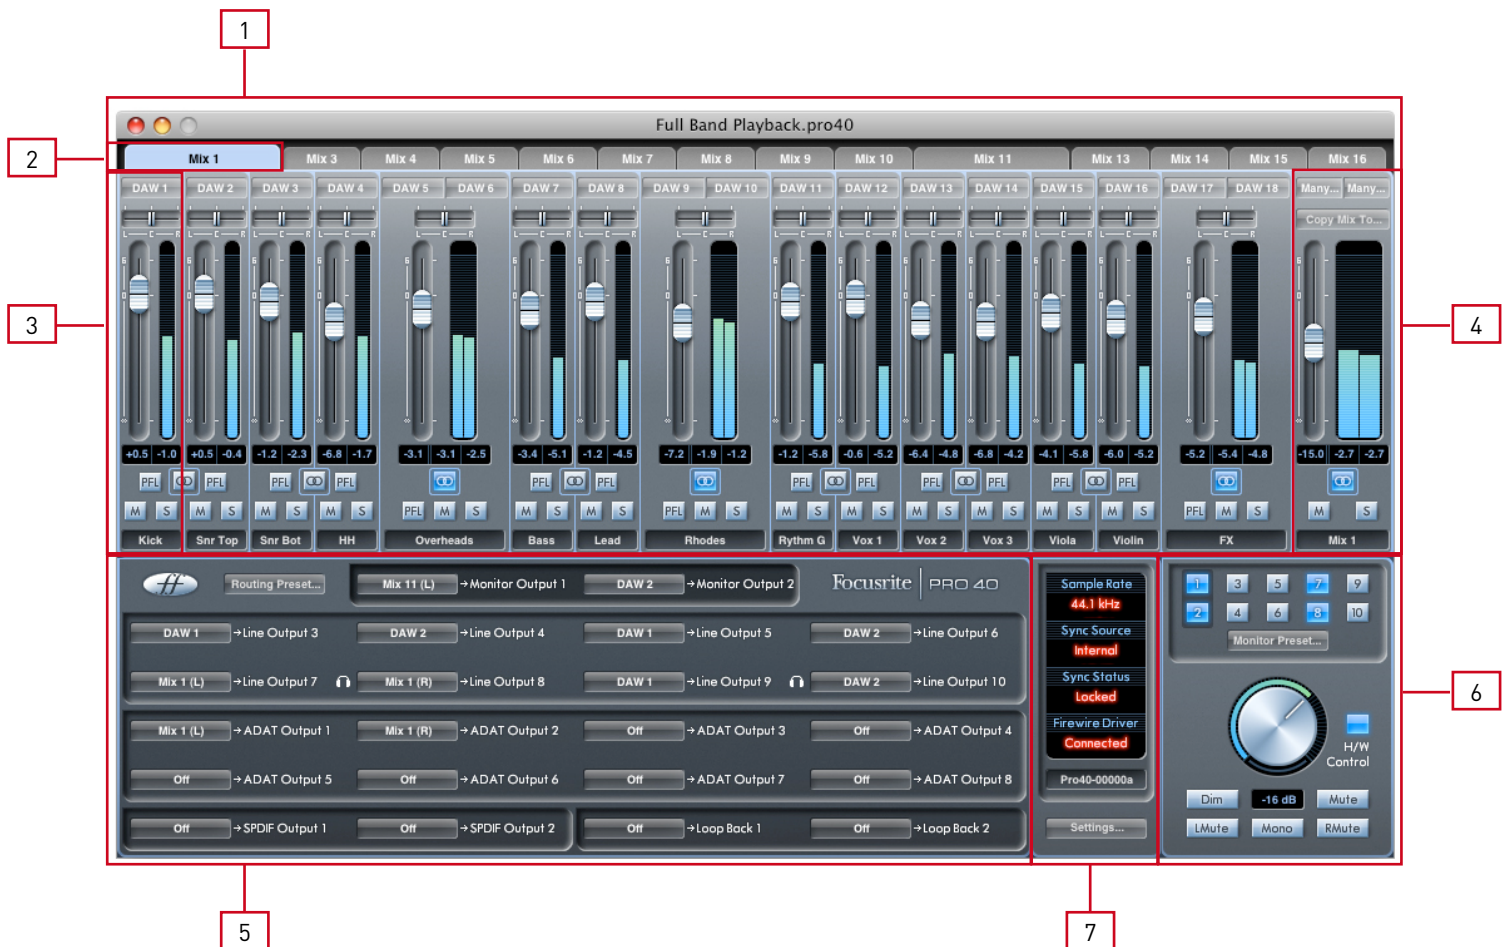 1
Full Band Playback.pro40
2
Mix 1 Mix 3 Mix 4 Mix 5 Mix 6 Mix 7 Mix 8 Mix 9 Mix 10 Mix 11 Mix 13 Mix 14 Mix 15 Mix 16
DAW 1 DAW 2 DAW 3 DAW 4 DAW 5 DAW 6 DAW 7 DAW 8 DAW 9 DAW 10 DAW 11 DAW 12 DAW 13 DAW 14 DAW 15 DAW 16 DAW 17 DAW 18 Many... Many...
Copy Mix To...
L C R L C R L C R L C R L C R L C R L C R L C R L C R L C R L C R L C R L C R L C R L C R
3
4
+0.5 -1.0 +0.5 -0.4 -1.2 -2.3 -6.8 -1.7 -3.1 -3.1 -2.5 -3.4 -5.1 -1.2 -4.5 -7.2 -1.9 -1.2 -1.2 -5.8 -0.6 -5.2 -6.4 -4.8 -6.8 -4.2 -4.1 -5.8 -6.0 -5.2 -5.2 -5.4 -4.8 -15.0 -2.7 -2.7
PFL PFL PFL PFL PFL PFL PFL PFL PFL PFL PFL PFL
M S M S M S M S PFL M S M S M S PFL M S M S M S M S M S M S M S PFL M S M S
Kick Snr Top Snr Bot HH Overheads Bass Lead Rhodes Rythm G Vox 1 Vox 2 Vox 3 Viola Violin FX Mix 1
ff Routing Preset... Mix 11 (L) →Monitor Output 1 DAW 2 →Monitor Output 2 Focusrite PRO 40
DAW 1 →Line Output 3 DAW 2 →Line Output 4 DAW 1 →Line Output 5 DAW 2 →Line Output 6
Mix 1 (L) →Line Output 7 Mix 1 (R) →Line Output 8 DAW 1 →Line Output 9 DAW 2 →Line Output 10
Mix 1 (L) →ADAT Output 1 Mix 1 (R) →ADAT Output 2 Off →ADAT Output 3 Off →ADAT Output 4
Off →ADAT Output 5 Off →ADAT Output 6 Off →ADAT Output 7 Off →ADAT Output 8
Off →SPDIF Output 1 Off →SPDIF Output 2 Off →Loop Back 1 Off →Loop Back 2
Sample Rate
44.1 kHz
Sync Source
Internal
Sync Status
Locked
Firewire Driver
Connected
Pro40-00000a
Settings...
1 3 5 7 9
2 4 6 8 10
Monitor Preset...
6
H/W
Control
Dim -16 dB Mute
LMute Mono RMute
5
7